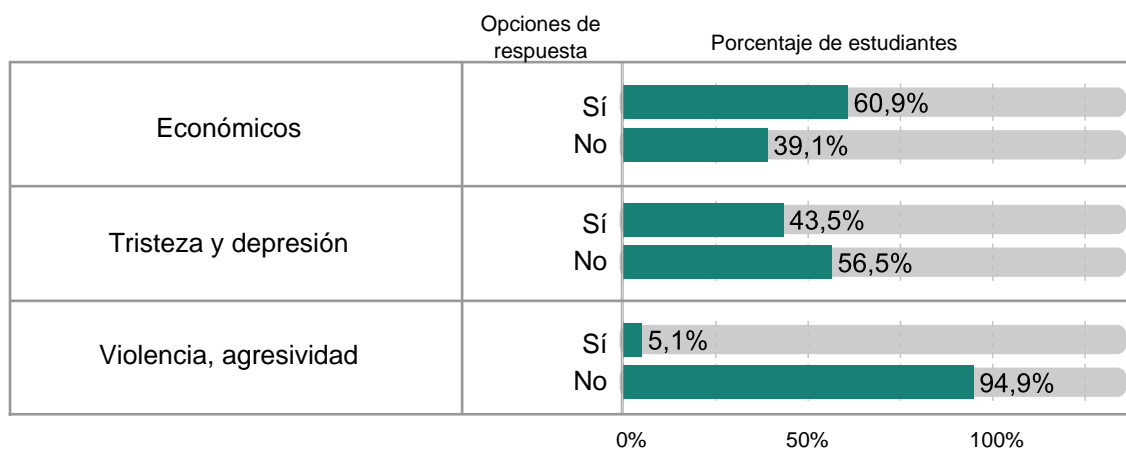 Opciones de
respuesta
Porcentaje de estudiantes
Económicos
Sí
60,9%
No
39,1%
Tristeza y depresión
Sí
43,5%
No
56,5%
Violencia, agresividad
Sí
5,1%
No
94,9%
0%
50%
100%